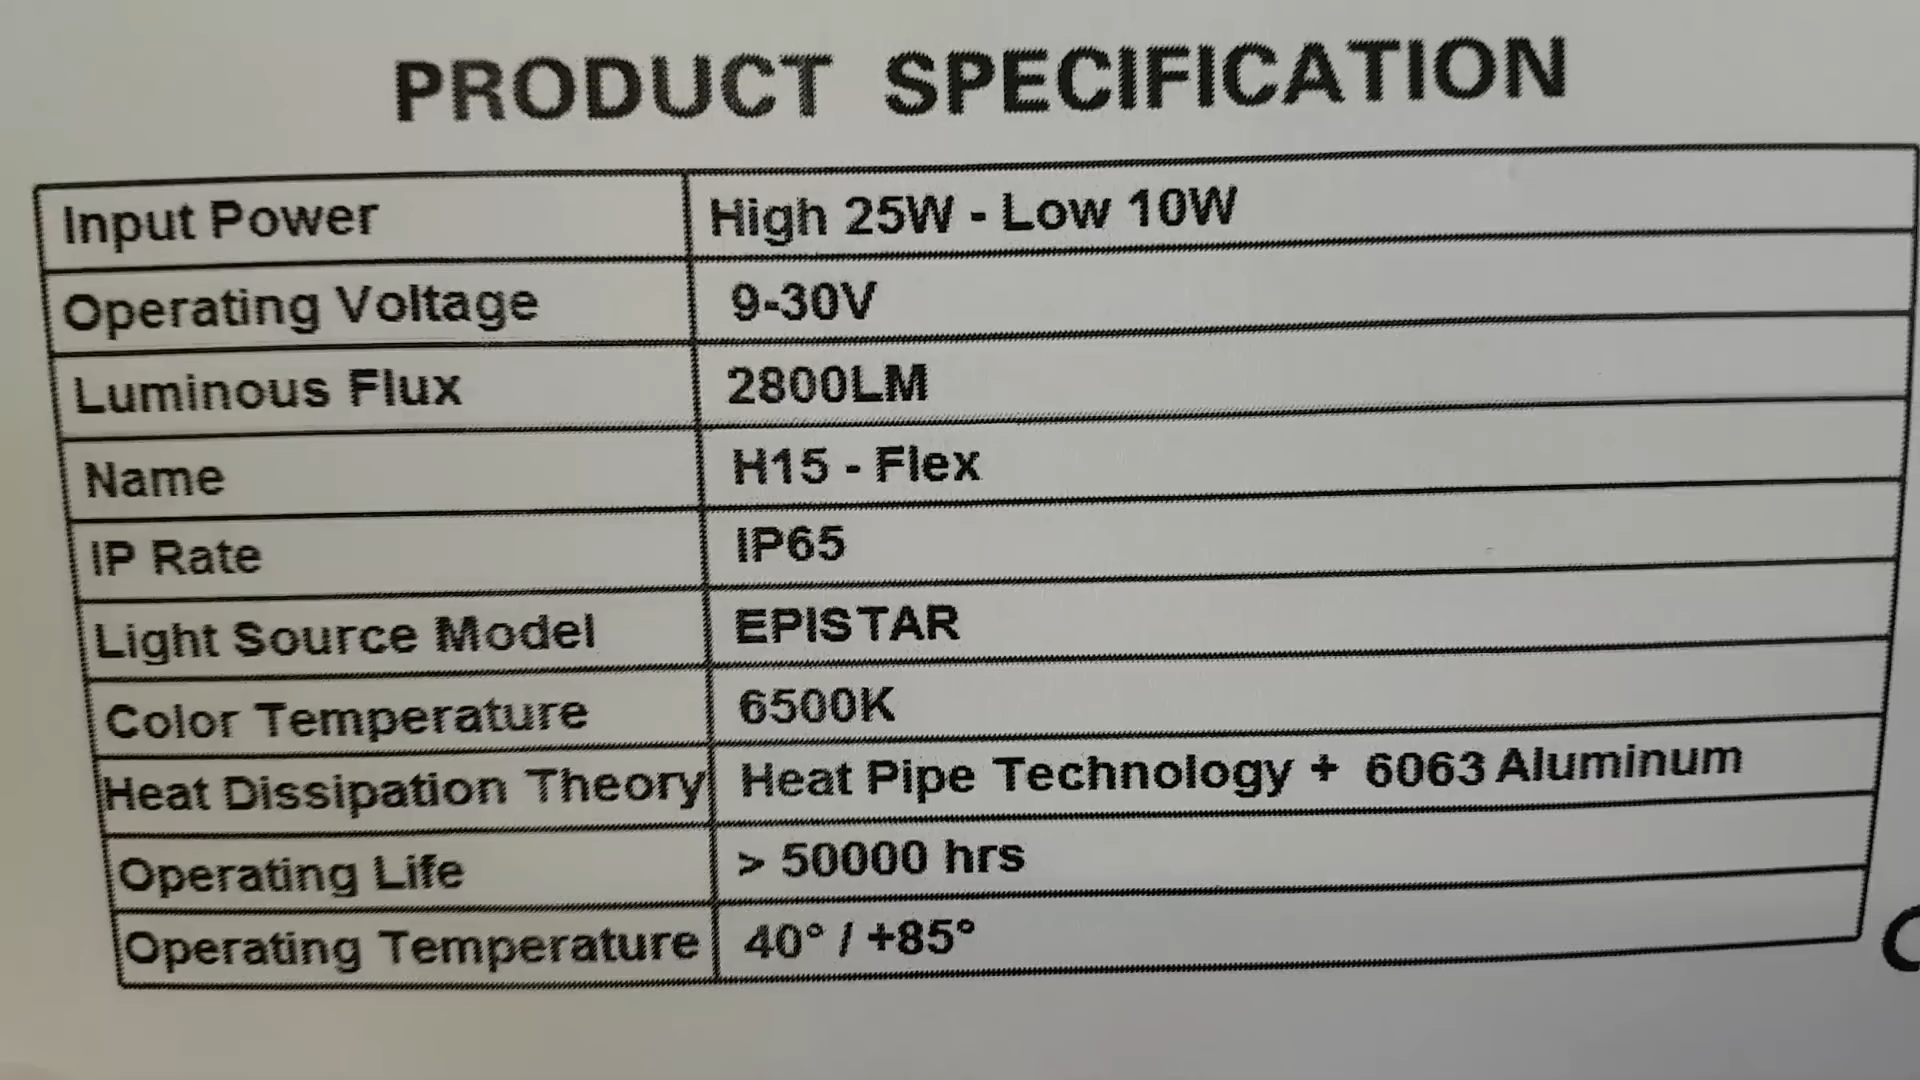 PRODUCT SPECIFICATION
Input Power High 25W - Low 10W
Operating Voltage 9-30V
Luminous Flux 2800LM
Name H15 - Flex
IP Rate IP65
Light Source Model EPISTAR
Color Temperature 6500K
Heat Dissipation Theory Heat Pipe Technology + 6063 Aluminum
Operating Life > 50000 hrs
Operating Temperature 40° / +85°